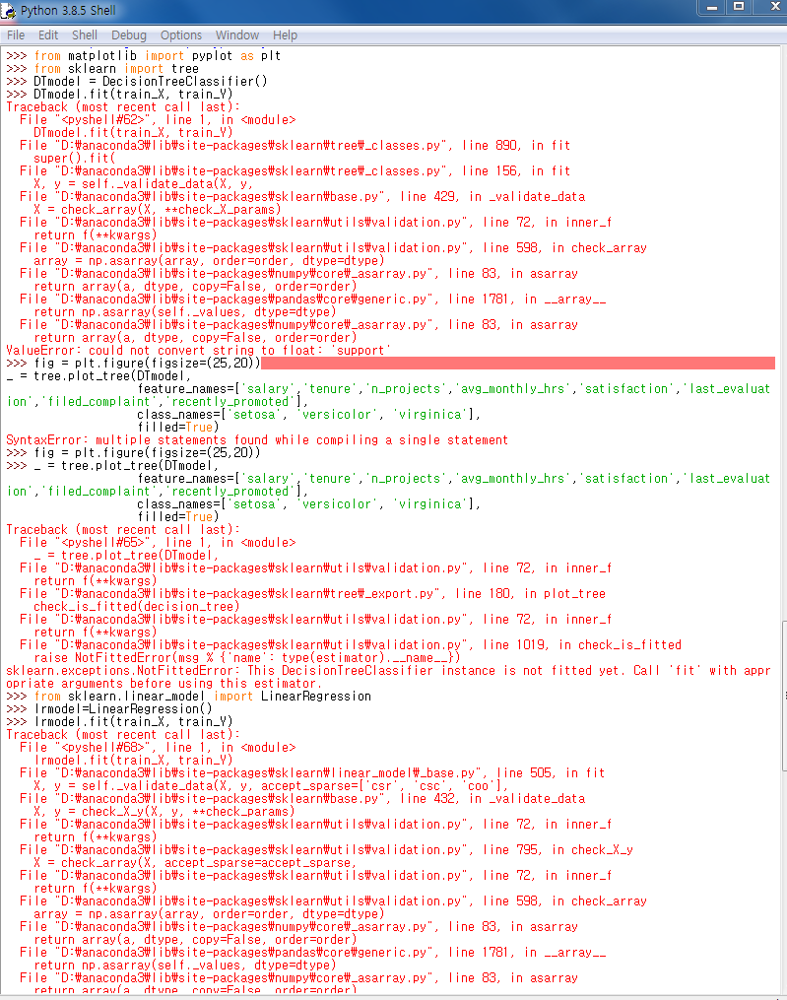 Python 3.8.5 Shell
File Edit Shell Debug Options Window Help
>>> from matplotlib import pyplot as plt
>>> from sklearn import tree
>>> DTmodel = DecisionTreeClassifier()
>>> DTmodel.fit(train_X, train_Y)
Traceback (most recent call last):
  File "<pyshell#62>", line 1, in <module>
    DTmodel.fit(train_X, train_Y)
  File "D:₩anaconda3₩lib₩site-packages₩sklearn₩tree₩_classes.py", line 890, in fit
    super().fit(
  File "D:₩anaconda3₩lib₩site-packages₩sklearn₩tree₩_classes.py", line 156, in fit
    X, y = self._validate_data(X, y,
  File "D:₩anaconda3₩lib₩site-packages₩sklearn₩base.py", line 429, in _validate_data
    X = check_array(X, **check_X_params)
  File "D:₩anaconda3₩lib₩site-packages₩sklearn₩utils₩validation.py", line 72, in inner_f
    return f(**kwargs)
  File "D:₩anaconda3₩lib₩site-packages₩sklearn₩utils₩validation.py", line 598, in check_array
    array = np.asarray(array, order=order, dtype=dtype)
  File "D:₩anaconda3₩lib₩site-packages₩numpy₩core₩_asarray.py", line 83, in asarray
    return array(a, dtype, copy=False, order=order)
  File "D:₩anaconda3₩lib₩site-packages₩pandas₩core₩generic.py", line 1781, in __array__
    return np.asarray(self._values, dtype=dtype)
  File "D:₩anaconda3₩lib₩site-packages₩numpy₩core₩_asarray.py", line 83, in asarray
    return array(a, dtype, copy=False, order=order)
ValueError: could not convert string to float: 'support'
>>> fig = plt.figure(figsize=(25,20))
_ = tree.plot_tree(DTmodel,
                   feature_names=['salary','tenure','n_projects','avg_monthly_hrs','satisfaction','last_evaluat
ion','filed_complaint','recently_promoted'],
                   class_names=['setosa', 'versicolor', 'virginica'],
                   filled=True)
SyntaxError: multiple statements found while compiling a single statement
>>> fig = plt.figure(figsize=(25,20))
>>> _ = tree.plot_tree(DTmodel,
                   feature_names=['salary','tenure','n_projects','avg_monthly_hrs','satisfaction','last_evaluat
ion','filed_complaint','recently_promoted'],
                   class_names=['setosa', 'versicolor', 'virginica'],
                   filled=True)
Traceback (most recent call last):
  File "<pyshell#65>", line 1, in <module>
    _ = tree.plot_tree(DTmodel,
  File "D:₩anaconda3₩lib₩site-packages₩sklearn₩utils₩validation.py", line 72, in inner_f
    return f(**kwargs)
  File "D:₩anaconda3₩lib₩site-packages₩sklearn₩tree₩_export.py", line 180, in plot_tree
    check_is_fitted(decision_tree)
  File "D:₩anaconda3₩lib₩site-packages₩sklearn₩utils₩validation.py", line 72, in inner_f
    return f(**kwargs)
  File "D:₩anaconda3₩lib₩site-packages₩sklearn₩utils₩validation.py", line 1019, in check_is_fitted
    raise NotFittedError(msg % {'name': type(estimator).__name__})
sklearn.exceptions.NotFittedError: This DecisionTreeClassifier instance is not fitted yet. Call 'fit' with appr
opriate arguments before using this estimator.
>>> from sklearn.linear_model import LinearRegression
>>> lrmodel=LinearRegression()
>>> lrmodel.fit(train_X, train_Y)
Traceback (most recent call last):
  File "<pyshell#68>", line 1, in <module>
    lrmodel.fit(train_X, train_Y)
  File "D:₩anaconda3₩lib₩site-packages₩sklearn₩linear_model₩_base.py", line 505, in fit
    X, y = self._validate_data(X, y, accept_sparse=['csr', 'csc', 'coo'],
  File "D:₩anaconda3₩lib₩site-packages₩sklearn₩base.py", line 432, in _validate_data
    X, y = check_X_y(X, y, **check_params)
  File "D:₩anaconda3₩lib₩site-packages₩sklearn₩utils₩validation.py", line 72, in inner_f
    return f(**kwargs)
  File "D:₩anaconda3₩lib₩site-packages₩sklearn₩utils₩validation.py", line 795, in check_X_y
    X = check_array(X, accept_sparse=accept_sparse,
  File "D:₩anaconda3₩lib₩site-packages₩sklearn₩utils₩validation.py", line 72, in inner_f
    return f(**kwargs)
  File "D:₩anaconda3₩lib₩site-packages₩sklearn₩utils₩validation.py", line 598, in check_array
    array = np.asarray(array, order=order, dtype=dtype)
  File "D:₩anaconda3₩lib₩site-packages₩numpy₩core₩_asarray.py", line 83, in asarray
    return array(a, dtype, copy=False, order=order)
  File "D:₩anaconda3₩lib₩site-packages₩pandas₩core₩generic.py", line 1781, in __array__
    return np.asarray(self._values, dtype=dtype)
  File "D:₩anaconda3₩lib₩site-packages₩numpy₩core₩_asarray.py", line 83, in asarray
    return array(a, dtype, copy=False, order=order)